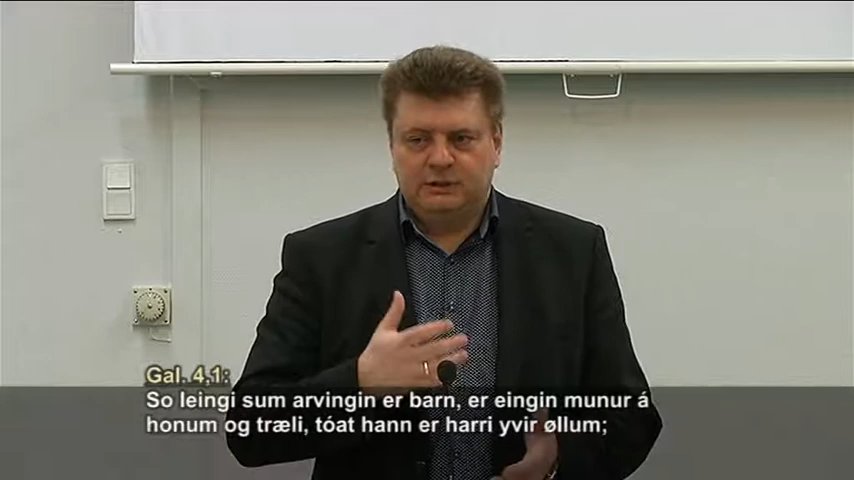 Gal. 4,1:
So leingi sum arvingin er barn, er eingin munur á
honum og træli, tóat hann er harri yvir øllum;